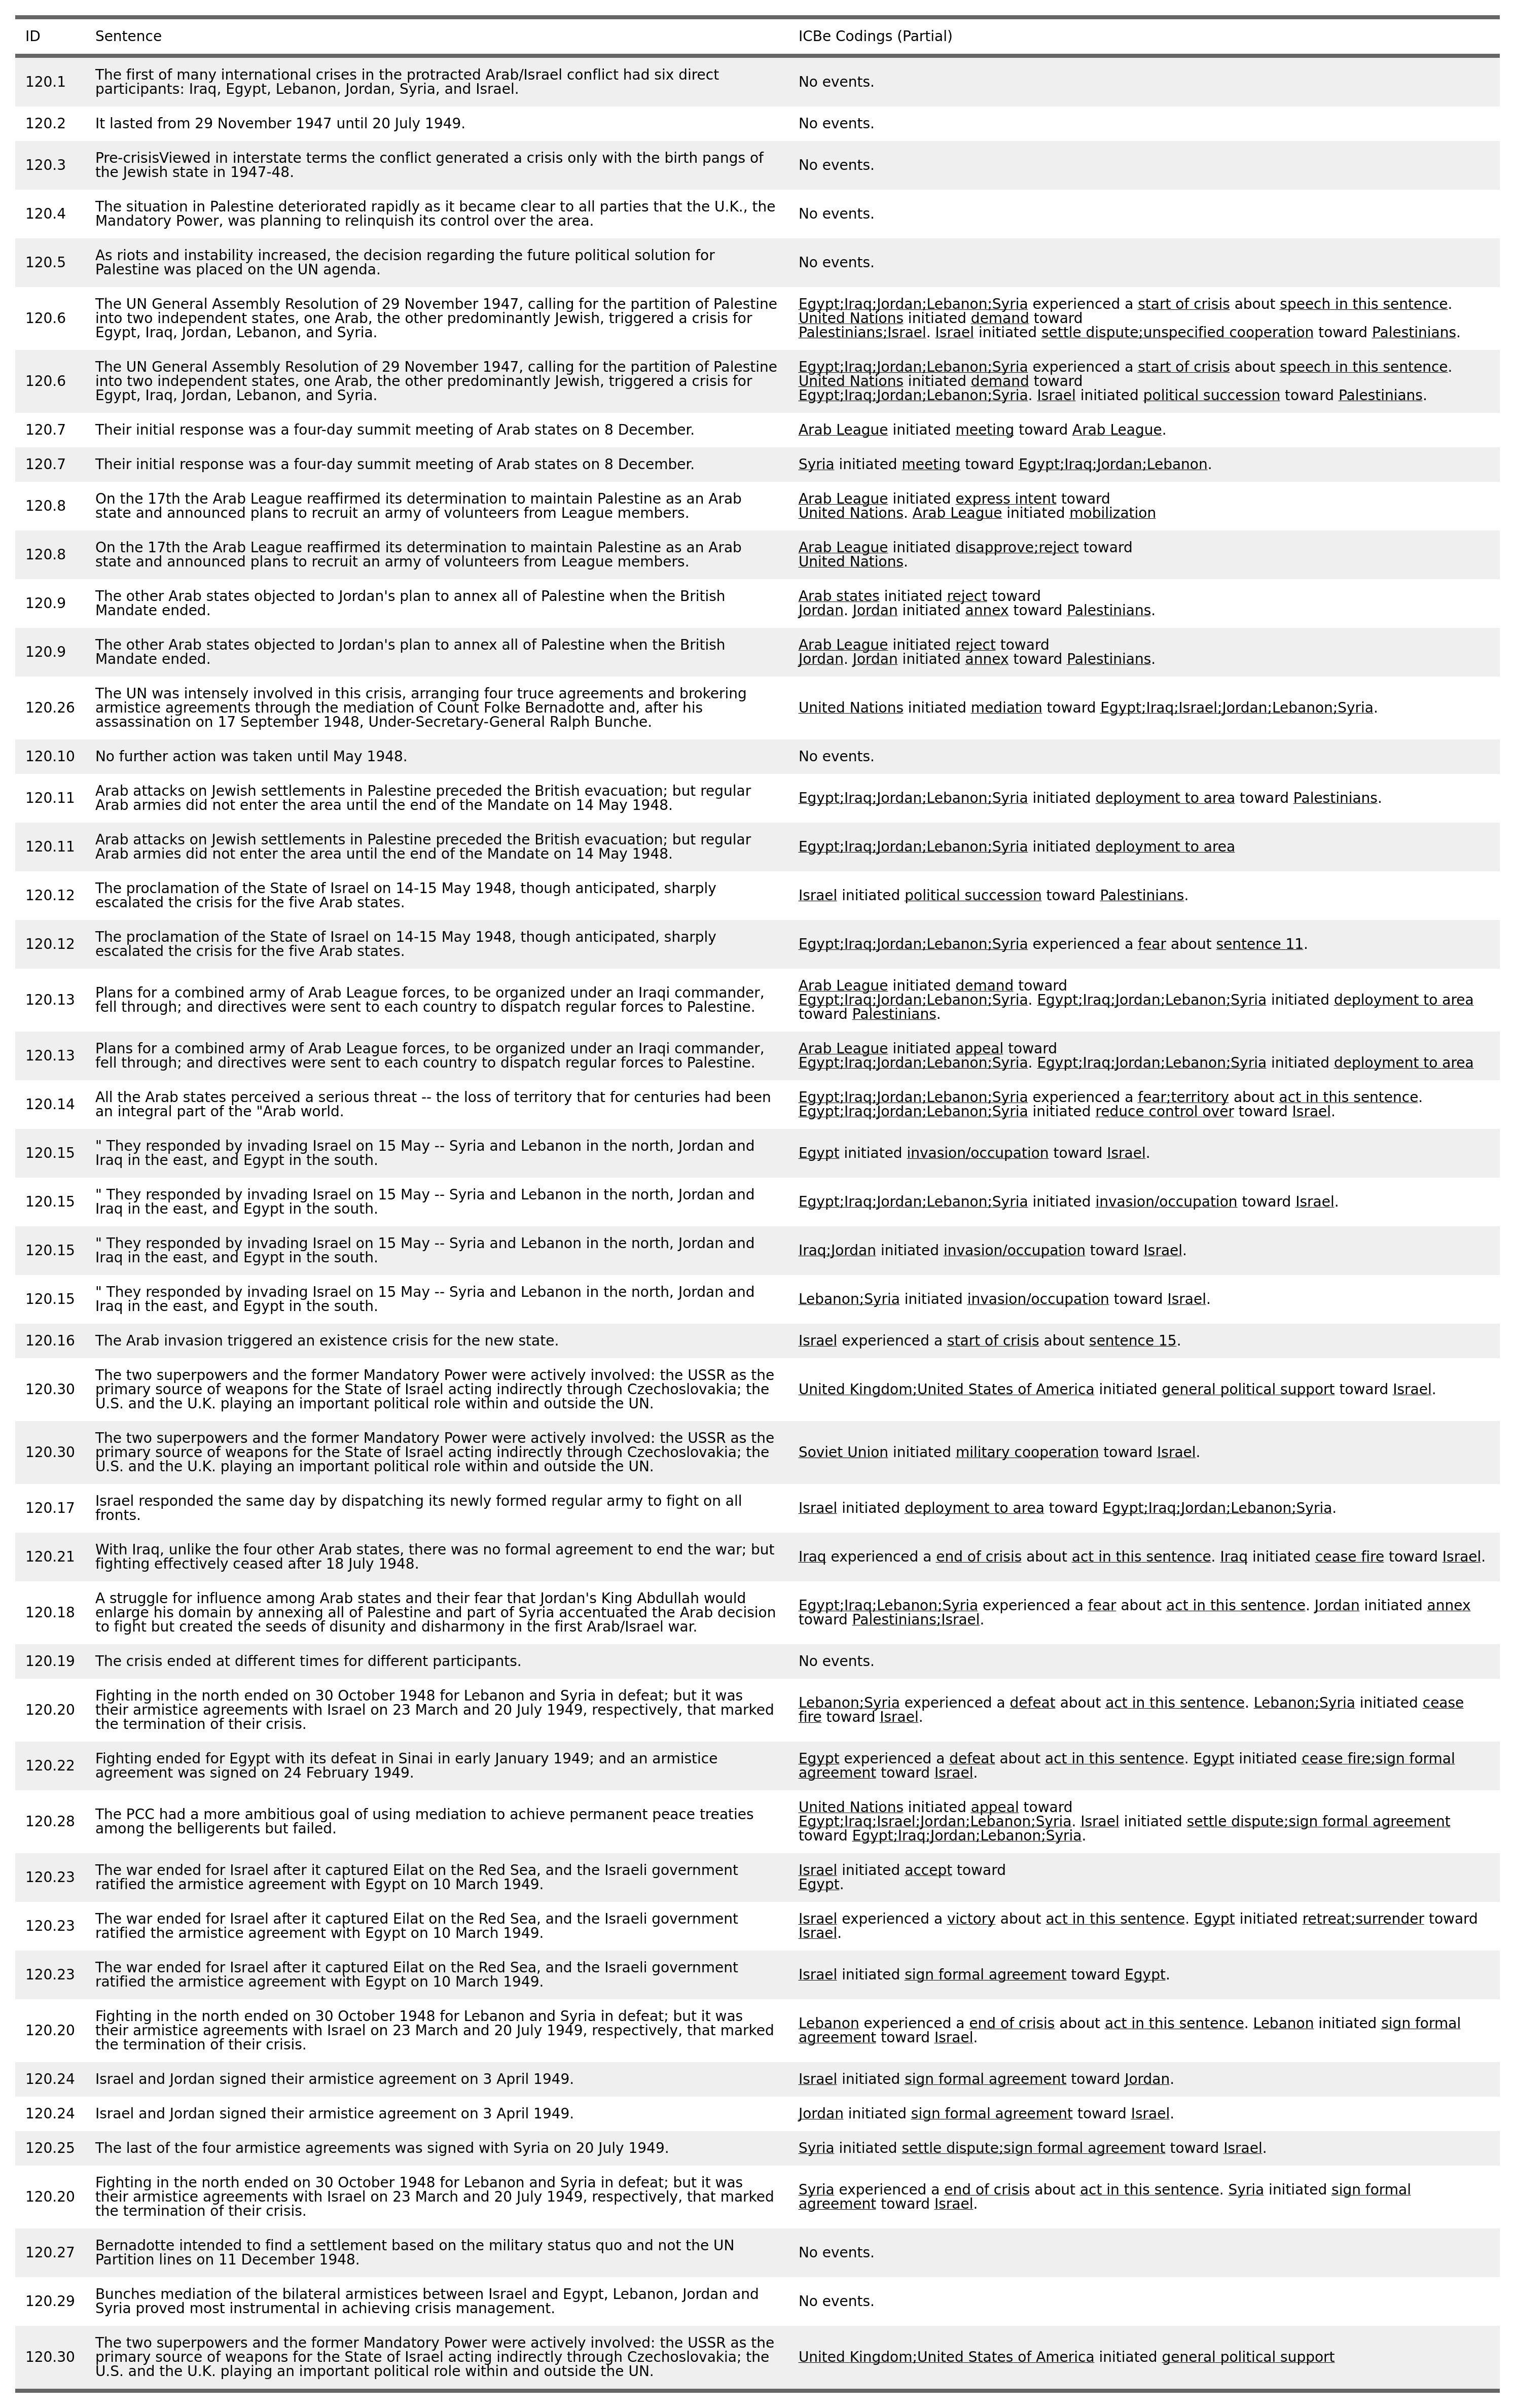 ID Sentence ICBe Codings (Partial)
120.1 The first of many international crises in the protracted Arab/Israel conflict had six direct
participants: Iraq, Egypt, Lebanon, Jordan, Syria, and Israel.
No events.
120.2 It lasted from 29 November 1947 until 20 July 1949.
No events.
120.3 Pre-crisisViewed in interstate terms the conflict generated a crisis only with the birth pangs of
the Jewish state in 1947-48.
No events.
120.4 The situation in Palestine deteriorated rapidly as it became clear to all parties that the U.K., the
Mandatory Power, was planning to relinquish its control over the area.
No events.
120.5 As riots and instability increased, the decision regarding the future political solution for
Palestine was placed on the UN agenda.
No events.
120.6 The UN General Assembly Resolution of 29 November 1947, calling for the partition of Palestine
into two independent states, one Arab, the other predominantly Jewish, triggered a crisis for
Egypt, Iraq, Jordan, Lebanon, and Syria.
Egypt;Iraq;Jordan;Lebanon;Syria experienced a start of crisis about speech in this sentence.
United Nations initiated demand toward
Palestinians;Israel. Israel initiated settle dispute;unspecified cooperation toward Palestinians.
120.6 The UN General Assembly Resolution of 29 November 1947, calling for the partition of Palestine
into two independent states, one Arab, the other predominantly Jewish, triggered a crisis for
Egypt, Iraq, Jordan, Lebanon, and Syria.
Egypt;Iraq;Jordan;Lebanon;Syria experienced a start of crisis about speech in this sentence.
United Nations initiated demand toward
Egypt;Iraq;Jordan;Lebanon;Syria. Israel initiated political succession toward Palestinians.
120.7 Their initial response was a four-day summit meeting of Arab states on 8 December.
Arab League initiated meeting toward Arab League.
120.7 Their initial response was a four-day summit meeting of Arab states on 8 December.
Syria initiated meeting toward Egypt;Iraq;Jordan;Lebanon.
120.8 On the 17th the Arab League reaffirmed its determination to maintain Palestine as an Arab
state and announced plans to recruit an army of volunteers from League members.
Arab League initiated express intent toward
United Nations. Arab League initiated mobilization
120.8 On the 17th the Arab League reaffirmed its determination to maintain Palestine as an Arab
state and announced plans to recruit an army of volunteers from League members.
Arab League initiated disapprove;reject toward
United Nations.
120.9 The other Arab states objected to Jordan's plan to annex all of Palestine when the British
Mandate ended.
Arab states initiated reject toward
Jordan. Jordan initiated annex toward Palestinians.
120.9 The other Arab states objected to Jordan's plan to annex all of Palestine when the British
Mandate ended.
Arab League initiated reject toward
Jordan. Jordan initiated annex toward Palestinians.
120.26 The UN was intensely involved in this crisis, arranging four truce agreements and brokering
armistice agreements through the mediation of Count Folke Bernadotte and, after his
assassination on 17 September 1948, Under-Secretary-General Ralph Bunche.
United Nations initiated mediation toward Egypt;Iraq;Israel;Jordan;Lebanon;Syria.
120.10 No further action was taken until May 1948.
No events.
120.11 Arab attacks on Jewish settlements in Palestine preceded the British evacuation; but regular
Arab armies did not enter the area until the end of the Mandate on 14 May 1948.
Egypt;Iraq;Jordan;Lebanon;Syria initiated deployment to area toward Palestinians.
120.11 Arab attacks on Jewish settlements in Palestine preceded the British evacuation; but regular
Arab armies did not enter the area until the end of the Mandate on 14 May 1948.
Egypt;Iraq;Jordan;Lebanon;Syria initiated deployment to area
120.12 The proclamation of the State of Israel on 14-15 May 1948, though anticipated, sharply
escalated the crisis for the five Arab states.
Israel initiated political succession toward Palestinians.
120.12 The proclamation of the State of Israel on 14-15 May 1948, though anticipated, sharply
escalated the crisis for the five Arab states.
Egypt;Iraq;Jordan;Lebanon;Syria experienced a fear about sentence 11.
120.13 Plans for a combined army of Arab League forces, to be organized under an Iraqi commander,
fell through; and directives were sent to each country to dispatch regular forces to Palestine.
Arab League initiated demand toward
Egypt;Iraq;Jordan;Lebanon;Syria. Egypt;Iraq;Jordan;Lebanon;Syria initiated deployment to area
toward Palestinians.
120.13 Plans for a combined army of Arab League forces, to be organized under an Iraqi commander,
fell through; and directives were sent to each country to dispatch regular forces to Palestine.
Arab League initiated appeal toward
Egypt;Iraq;Jordan;Lebanon;Syria. Egypt;Iraq;Jordan;Lebanon;Syria initiated deployment to area
120.14 All the Arab states perceived a serious threat -- the loss of territory that for centuries had been
an integral part of the "Arab world.
Egypt;Iraq;Jordan;Lebanon;Syria experienced a fear;territory about act in this sentence.
Egypt;Iraq;Jordan;Lebanon;Syria initiated reduce control over toward Israel.
120.15 " They responded by invading Israel on 15 May -- Syria and Lebanon in the north, Jordan and
Iraq in the east, and Egypt in the south.
Egypt initiated invasion/occupation toward Israel.
120.15 " They responded by invading Israel on 15 May -- Syria and Lebanon in the north, Jordan and
Iraq in the east, and Egypt in the south.
Egypt;Iraq;Jordan;Lebanon;Syria initiated invasion/occupation toward Israel.
120.15 " They responded by invading Israel on 15 May -- Syria and Lebanon in the north, Jordan and
Iraq in the east, and Egypt in the south.
Iraq;Jordan initiated invasion/occupation toward Israel.
120.15 " They responded by invading Israel on 15 May -- Syria and Lebanon in the north, Jordan and
Iraq in the east, and Egypt in the south.
Lebanon;Syria initiated invasion/occupation toward Israel.
120.16 The Arab invasion triggered an existence crisis for the new state.
Israel experienced a start of crisis about sentence 15.
120.30 The two superpowers and the former Mandatory Power were actively involved: the USSR as the
primary source of weapons for the State of Israel acting indirectly through Czechoslovakia; the
U.S. and the U.K. playing an important political role within and outside the UN.
United Kingdom;United States of America initiated general political support toward Israel.
120.30 The two superpowers and the former Mandatory Power were actively involved: the USSR as the
primary source of weapons for the State of Israel acting indirectly through Czechoslovakia; the
U.S. and the U.K. playing an important political role within and outside the UN.
Soviet Union initiated military cooperation toward Israel.
120.17 Israel responded the same day by dispatching its newly formed regular army to fight on all
fronts.
Israel initiated deployment to area toward Egypt;Iraq;Jordan;Lebanon;Syria.
120.21 With Iraq, unlike the four other Arab states, there was no formal agreement to end the war; but
fighting effectively ceased after 18 July 1948.
Iraq experienced a end of crisis about act in this sentence. Iraq initiated cease fire toward Israel.
120.18 A struggle for influence among Arab states and their fear that Jordan's King Abdullah would
enlarge his domain by annexing all of Palestine and part of Syria accentuated the Arab decision
to fight but created the seeds of disunity and disharmony in the first Arab/Israel war.
Egypt;Iraq;Lebanon;Syria experienced a fear about act in this sentence. Jordan initiated annex
toward Palestinians;Israel.
120.19 The crisis ended at different times for different participants.
No events.
120.20 Fighting in the north ended on 30 October 1948 for Lebanon and Syria in defeat; but it was
their armistice agreements with Israel on 23 March and 20 July 1949, respectively, that marked
the termination of their crisis.
Lebanon;Syria experienced a defeat about act in this sentence. Lebanon;Syria initiated cease
fire toward Israel.
120.22 Fighting ended for Egypt with its defeat in Sinai in early January 1949; and an armistice
agreement was signed on 24 February 1949.
Egypt experienced a defeat about act in this sentence. Egypt initiated cease fire;sign formal
agreement toward Israel.
120.28 The PCC had a more ambitious goal of using mediation to achieve permanent peace treaties
among the belligerents but failed.
United Nations initiated appeal toward
Egypt;Iraq;Israel;Jordan;Lebanon;Syria. Israel initiated settle dispute;sign formal agreement
toward Egypt;Iraq;Jordan;Lebanon;Syria.
120.23 The war ended for Israel after it captured Eilat on the Red Sea, and the Israeli government
ratified the armistice agreement with Egypt on 10 March 1949.
Israel initiated accept toward
Egypt.
120.23 The war ended for Israel after it captured Eilat on the Red Sea, and the Israeli government
ratified the armistice agreement with Egypt on 10 March 1949.
Israel experienced a victory about act in this sentence. Egypt initiated retreat;surrender toward
Israel.
120.23 The war ended for Israel after it captured Eilat on the Red Sea, and the Israeli government
ratified the armistice agreement with Egypt on 10 March 1949.
Israel initiated sign formal agreement toward Egypt.
120.20 Fighting in the north ended on 30 October 1948 for Lebanon and Syria in defeat; but it was
their armistice agreements with Israel on 23 March and 20 July 1949, respectively, that marked
the termination of their crisis.
Lebanon experienced a end of crisis about act in this sentence. Lebanon initiated sign formal
agreement toward Israel.
120.24 Israel and Jordan signed their armistice agreement on 3 April 1949.
Israel initiated sign formal agreement toward Jordan.
120.24 Israel and Jordan signed their armistice agreement on 3 April 1949.
Jordan initiated sign formal agreement toward Israel.
120.25 The last of the four armistice agreements was signed with Syria on 20 July 1949.
Syria initiated settle dispute;sign formal agreement toward Israel.
120.20 Fighting in the north ended on 30 October 1948 for Lebanon and Syria in defeat; but it was
their armistice agreements with Israel on 23 March and 20 July 1949, respectively, that marked
the termination of their crisis.
Syria experienced a end of crisis about act in this sentence. Syria initiated sign formal
agreement toward Israel.
120.27 Bernadotte intended to find a settlement based on the military status quo and not the UN
Partition lines on 11 December 1948.
No events.
120.29 Bunches mediation of the bilateral armistices between Israel and Egypt, Lebanon, Jordan and
Syria proved most instrumental in achieving crisis management.
No events.
120.30 The two superpowers and the former Mandatory Power were actively involved: the USSR as the
primary source of weapons for the State of Israel acting indirectly through Czechoslovakia; the
U.S. and the U.K. playing an important political role within and outside the UN.
United Kingdom;United States of America initiated general political support